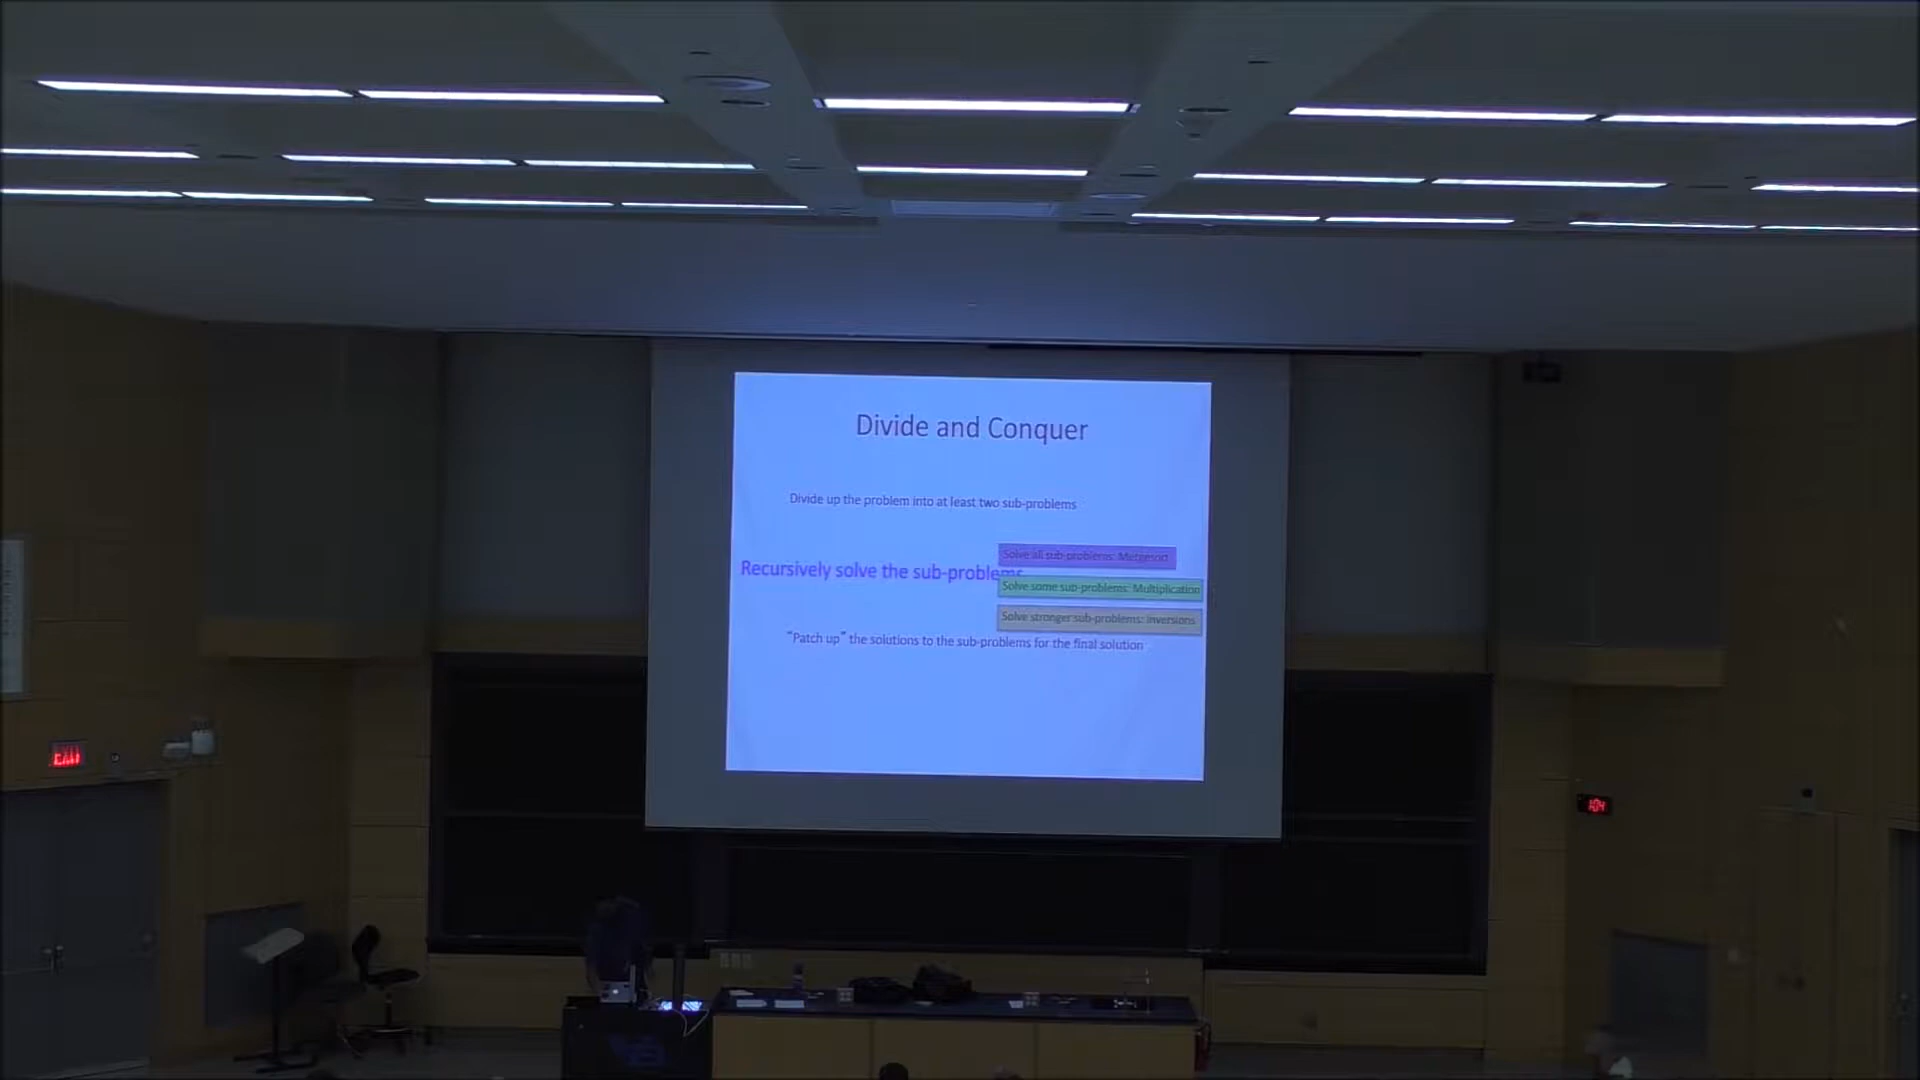 Divide and Conquer
Divide up the problem into at least two sub-problems
Solve all sub-problems: Mergesort
Recursively solve the sub-problems
Solve some sub-problems: Multiplication
Solve stronger sub-problems: Inversions
“Patch up” the solutions to the sub-problems for the final solution
EXIT
1:04